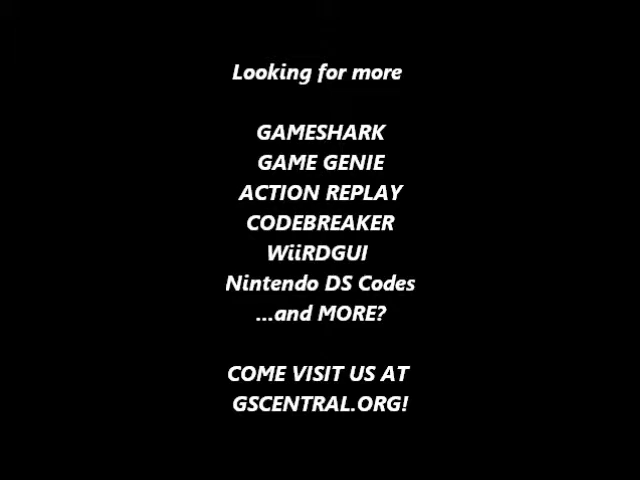 Looking for more
GAMESHARK
GAME GENIE
ACTION REPLAY
CODEBREAKER
WiiRDGUI
Nintendo DS Codes
...and MORE?
COME VISIT US AT
GSCENTRAL.ORG!